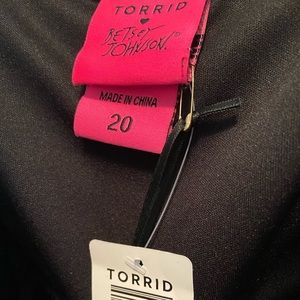 TORRID
BETSEY
JOHNSON
MADE IN CHINA
20
TORRID